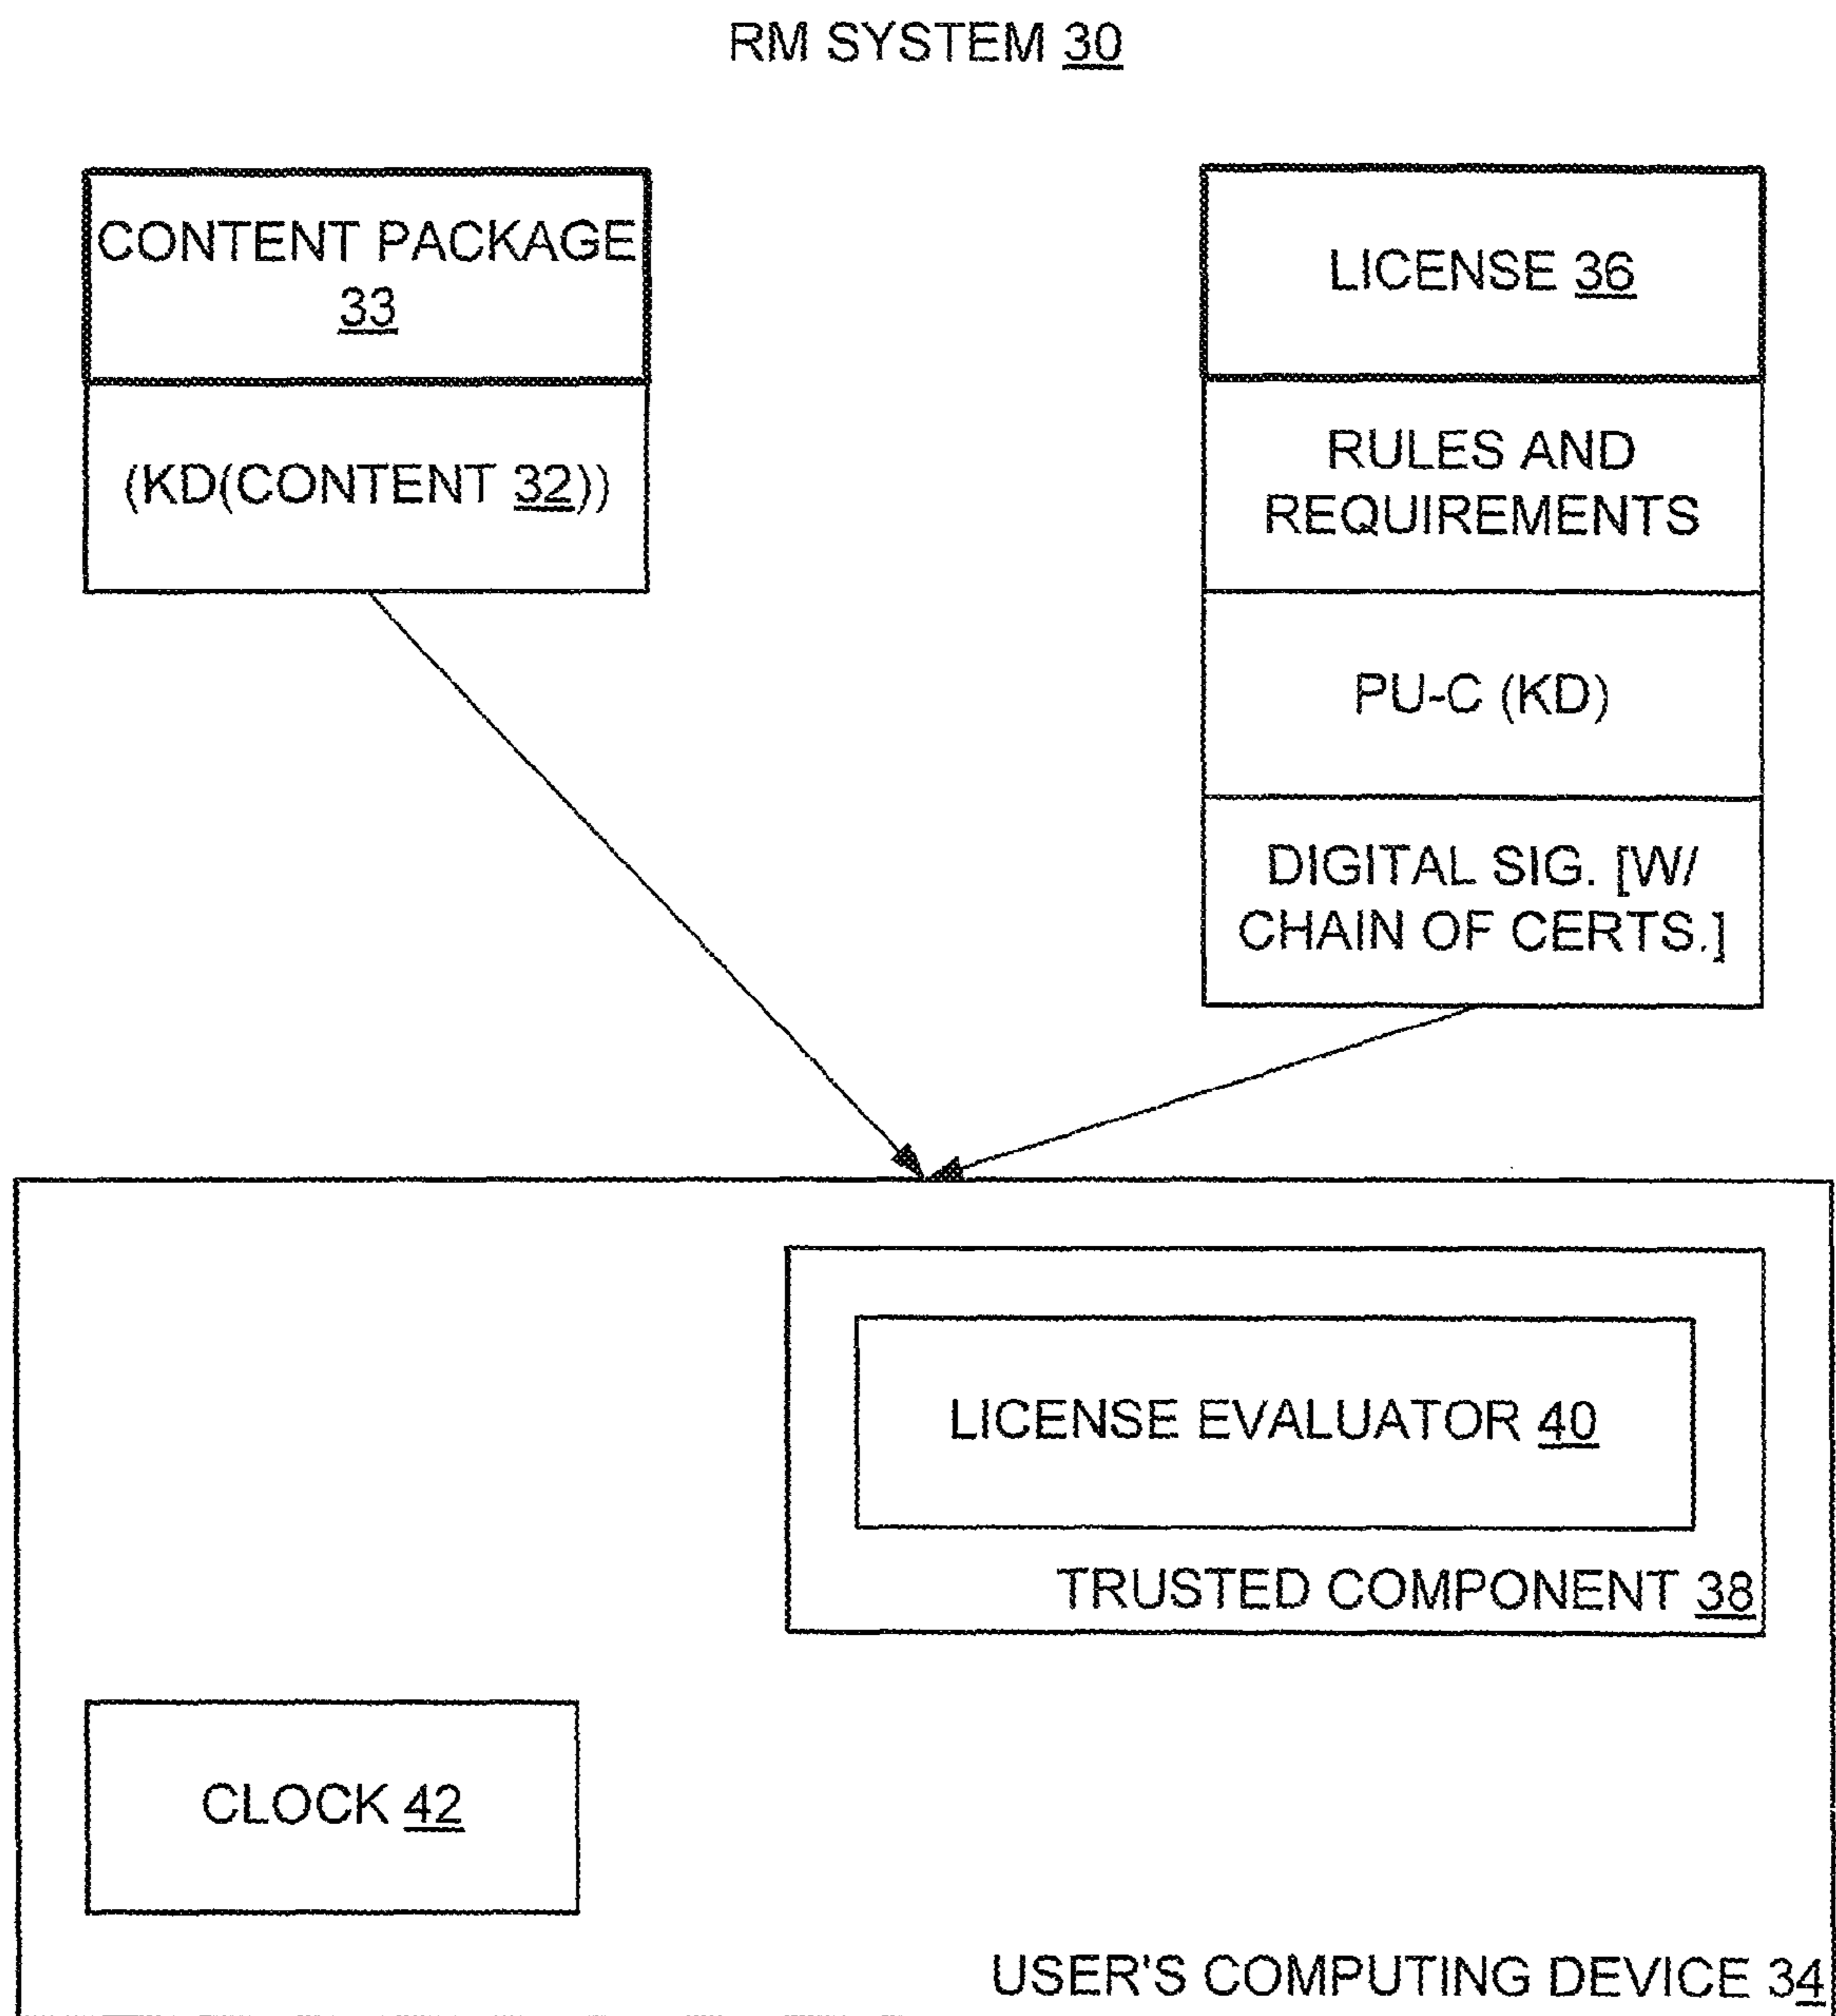 RM SYSTEM 30
CONTENT PACKAGE
33
(KD(CONTENT 32))
LICENSE 36
RULES AND
REQUIREMENTS
PU-C (KD)
DIGITAL SIG. [W/
CHAIN OF CERTS.]
LICENSE EVALUATOR 40
TRUSTED COMPONENT 38
CLOCK 42
USER'S COMPUTING DEVICE 34